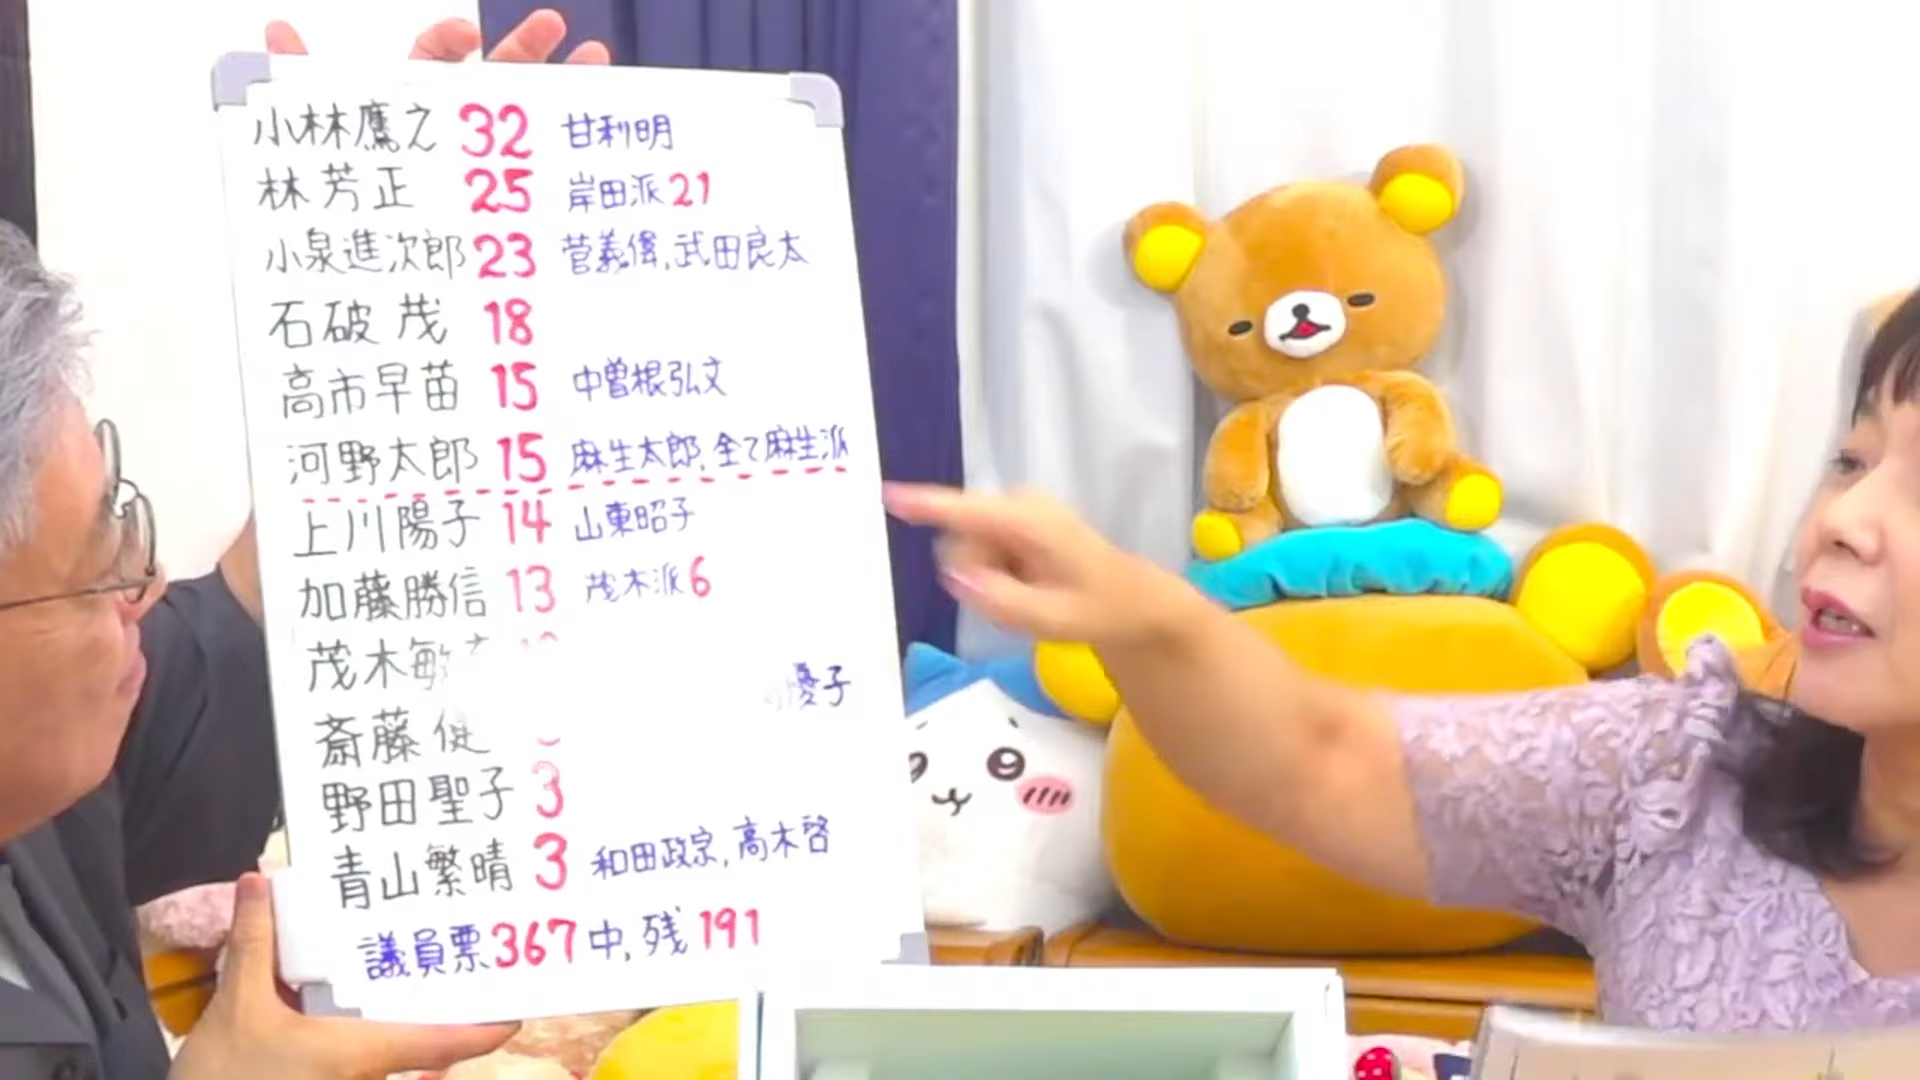 小林鷹之 32 甘利明
林芳正 25 岸田派21
小泉進次郎 23 菅義偉,武田良太
石破茂 18
高市早苗 15 中曽根弘文
河野太郎 15 麻生太郎,全て麻生派
上川陽子 14 山東昭子
加藤勝信 13 茂木派6
茂木敏
優子
斎藤健
野田聖子 3
青山繁晴 3 和田政宗,高木啓
議員票367中,残191